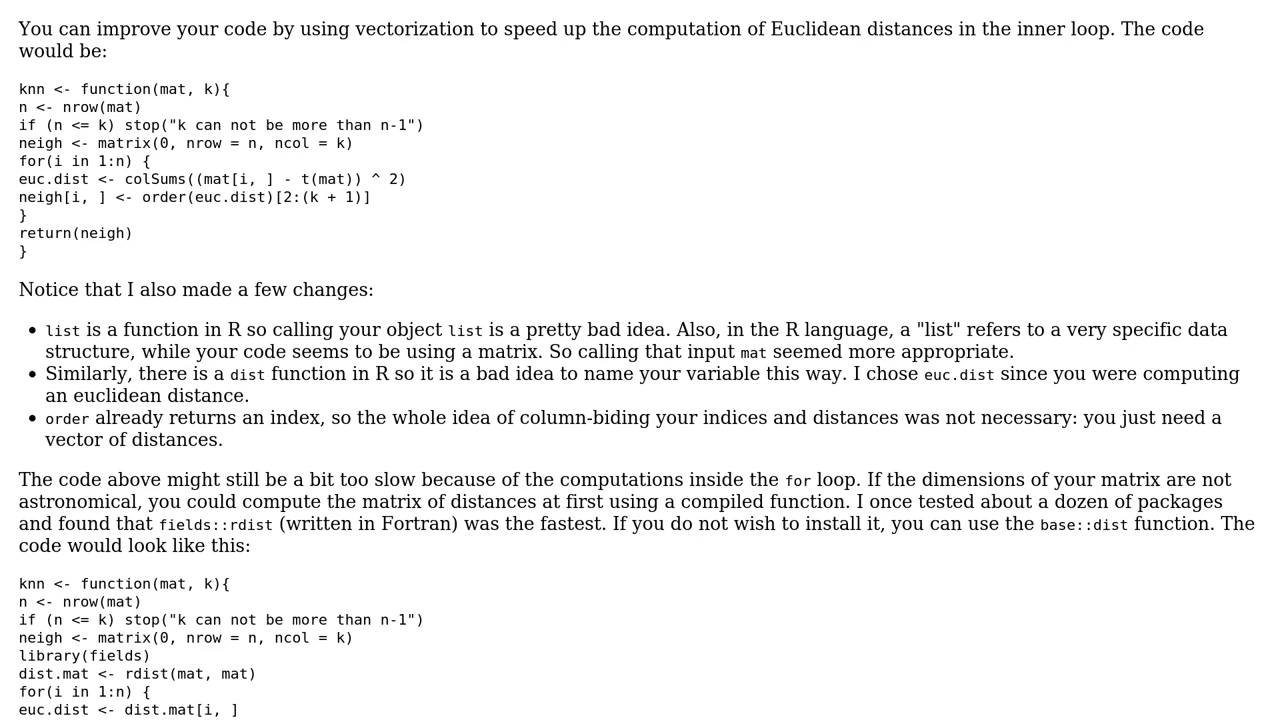 You can improve your code by using vectorization to speed up the computation of Euclidean distances in the inner loop. The code
would be:
knn <- function(mat, k){
n <- nrow(mat)
if (n <= k) stop("k can not be more than n-1")
neigh <- matrix(0, nrow = n, ncol = k)
for(i in 1:n) {
euc.dist <- colSums((mat[i, ] - t(mat)) ^ 2)
neigh[i, ] <- order(euc.dist)[2:(k + 1)]
}
return(neigh)
}
Notice that I also made a few changes:
• list is a function in R so calling your object list is a pretty bad idea. Also, in the R language, a "list" refers to a very specific data
structure, while your code seems to be using a matrix. So calling that input mat seemed more appropriate.
• Similarly, there is a dist function in R so it is a bad idea to name your variable this way. I chose euc.dist since you were computing
an euclidean distance.
• order already returns an index, so the whole idea of column-biding your indices and distances was not necessary: you just need a
vector of distances.
The code above might still be a bit too slow because of the computations inside the for loop. If the dimensions of your matrix are not
astronomical, you could compute the matrix of distances at first using a compiled function. I once tested about a dozen of packages
and found that fields::rdist (written in Fortran) was the fastest. If you do not wish to install it, you can use the base::dist function. The
code would look like this:
knn <- function(mat, k){
n <- nrow(mat)
if (n <= k) stop("k can not be more than n-1")
neigh <- matrix(0, nrow = n, ncol = k)
library(fields)
dist.mat <- rdist(mat, mat)
for(i in 1:n) {
euc.dist <- dist.mat[i, ]